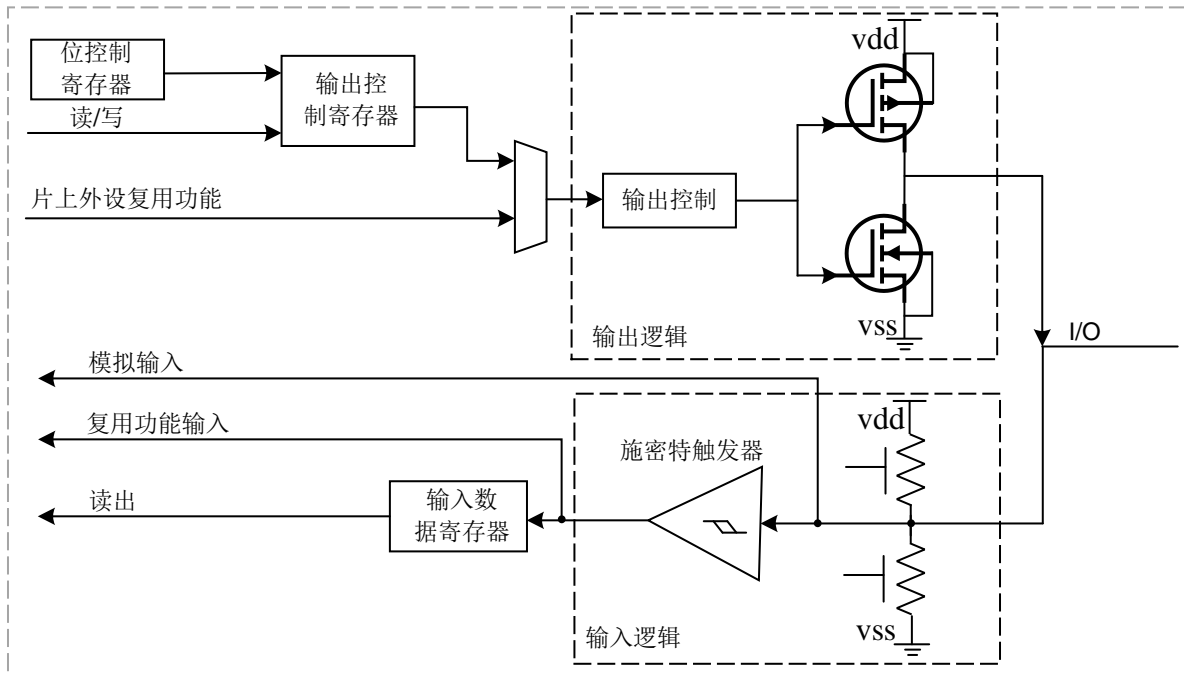 位控制
寄存器
读/写
输出控
制寄存器
片上外设复用功能
输出控制
vdd
vss
输出逻辑
I/O
模拟输入
复用功能输入
读出
输入数
据寄存器
施密特触发器
vdd
vss
输入逻辑